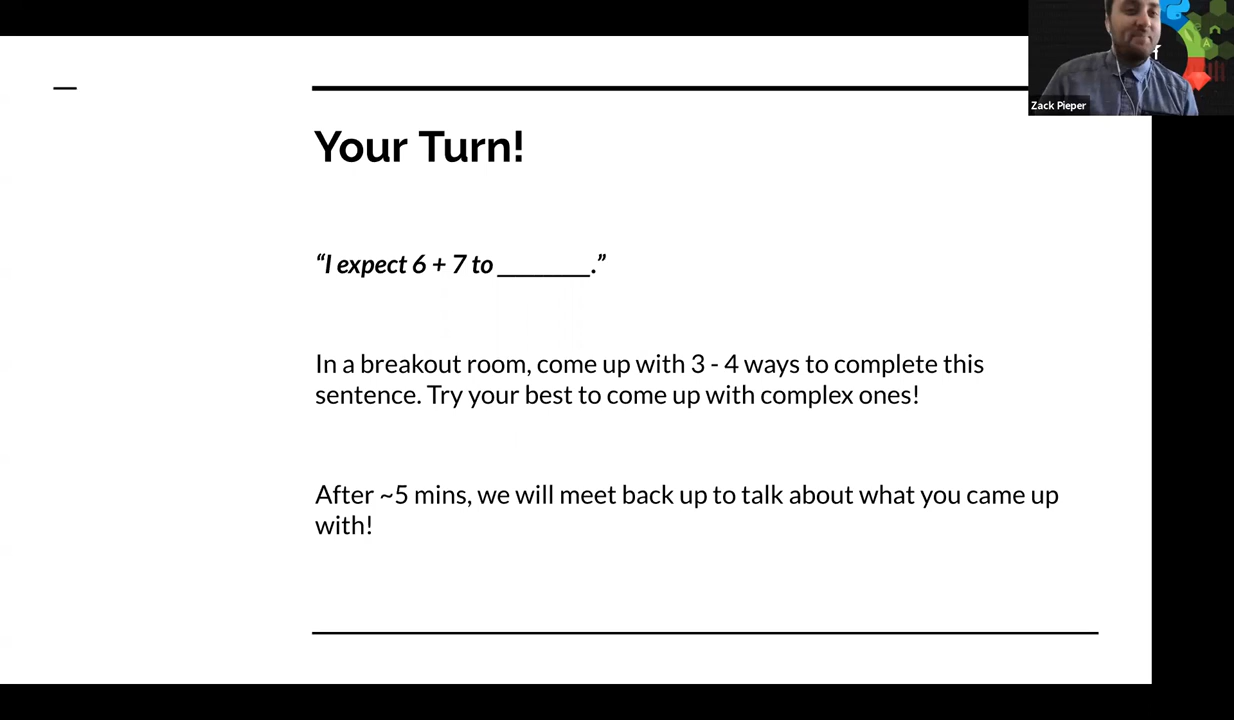 Your Turn!
“I expect 6 + 7 to ________.”
In a breakout room, come up with 3 - 4 ways to complete this
sentence. Try your best to come up with complex ones!
After ~5 mins, we will meet back up to talk about what you came up
with!
f
Zack Pieper